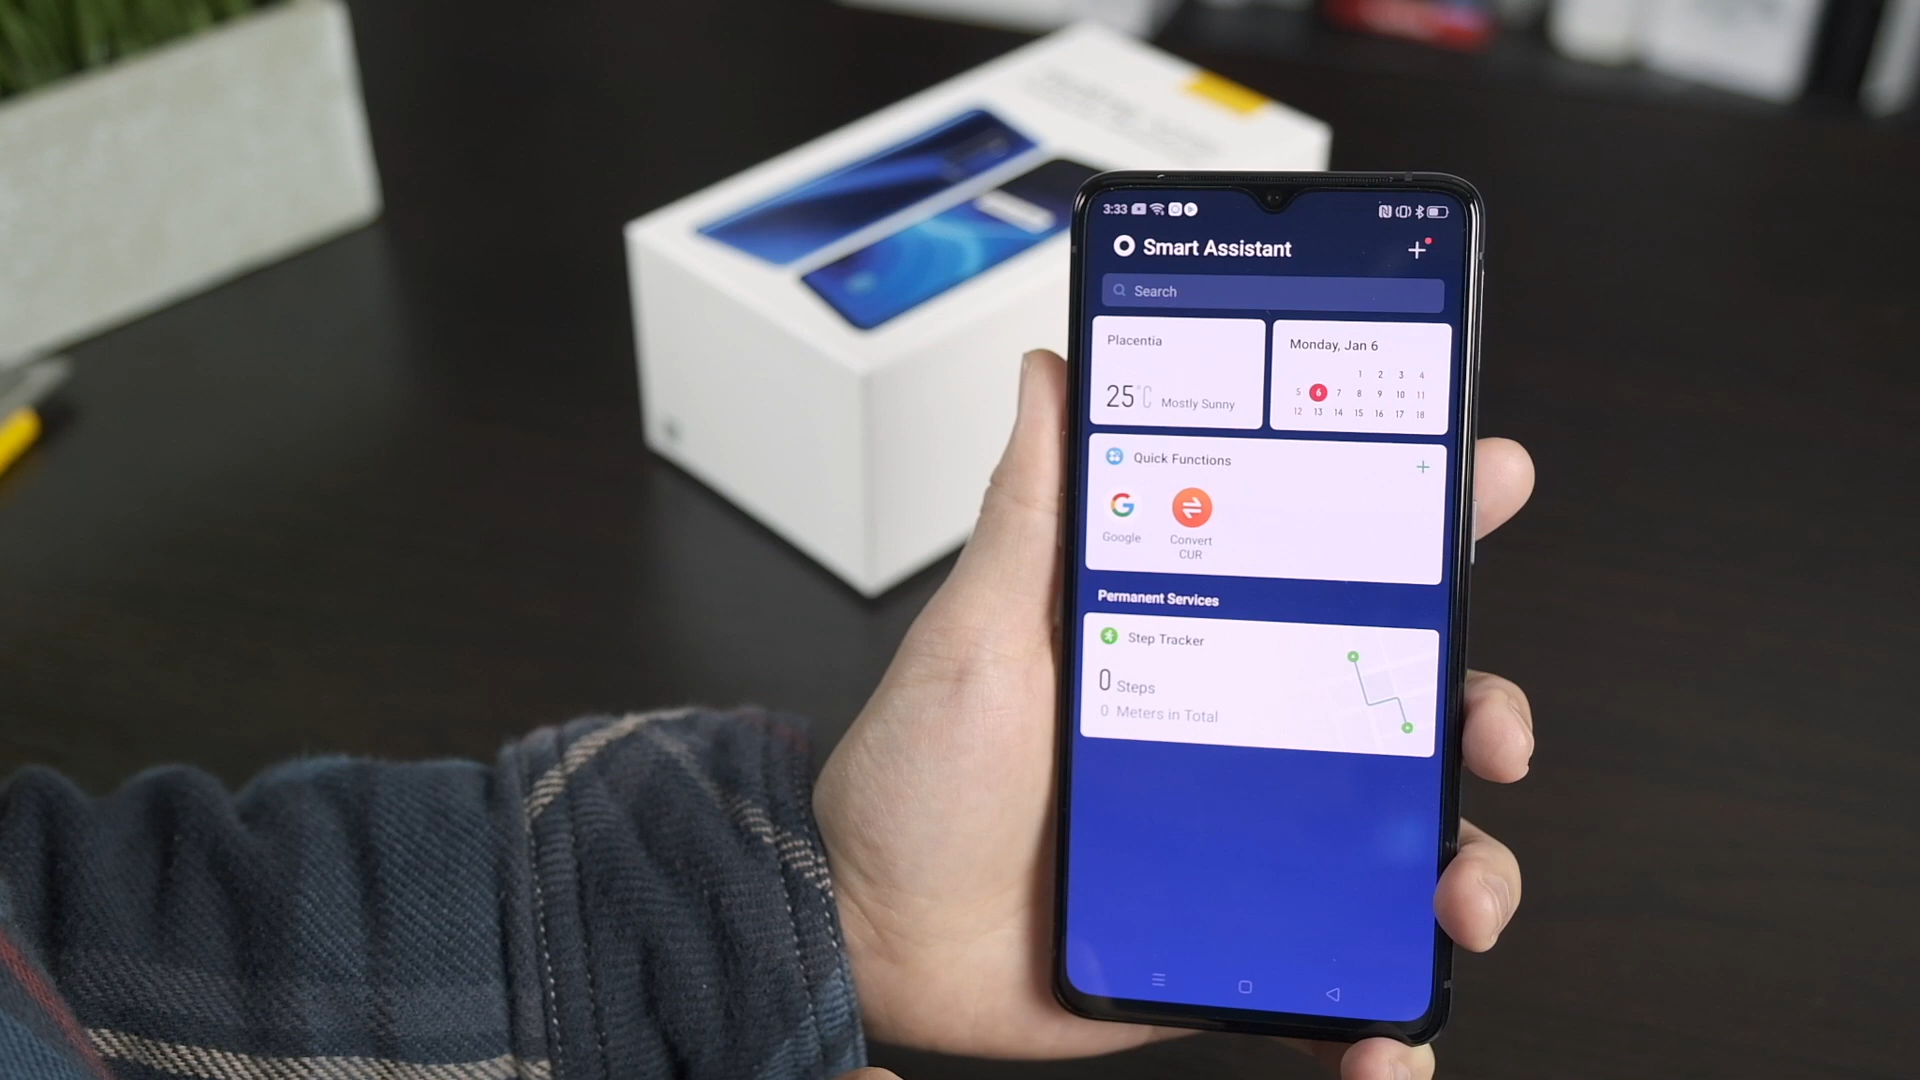 3:33
Smart Assistant
Search
Placentia
25°C Mostly Sunny
Monday, Jan 6
1 2 3 4
5 6 7 8 9 10 11
12 13 14 15 16 17 18
Quick Functions
Google
Convert
CUR
Permanent Services
Step Tracker
0 Steps
0 Meters in Total